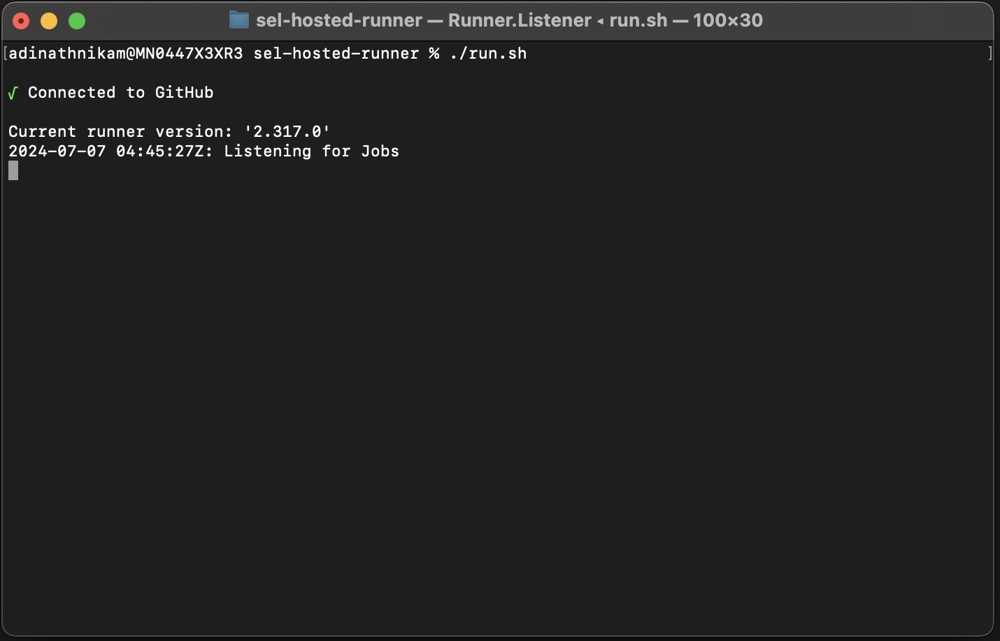 sel-hosted-runner — Runner.Listener ◂ run.sh — 100×30
[adinathnikam@MN0447X3XR3 sel-hosted-runner % ./run.sh ]
√ Connected to GitHub
Current runner version: '2.317.0'
2024-07-07 04:45:27Z: Listening for Jobs